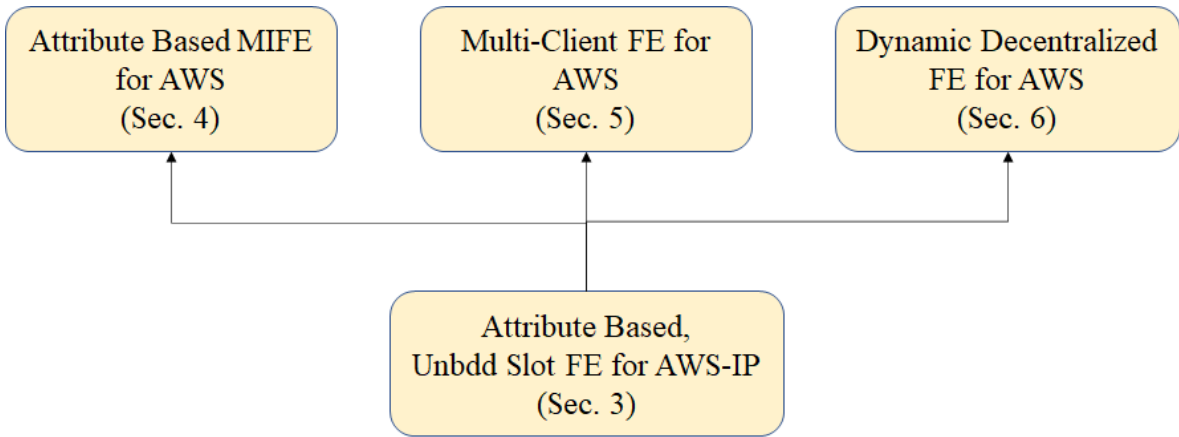 Attribute Based MIFE
for AWS
(Sec. 4)
Multi-Client FE for
AWS
(Sec. 5)
Dynamic Decentralized
FE for AWS
(Sec. 6)
Attribute Based,
Unbdd Slot FE for AWS-IP
(Sec. 3)